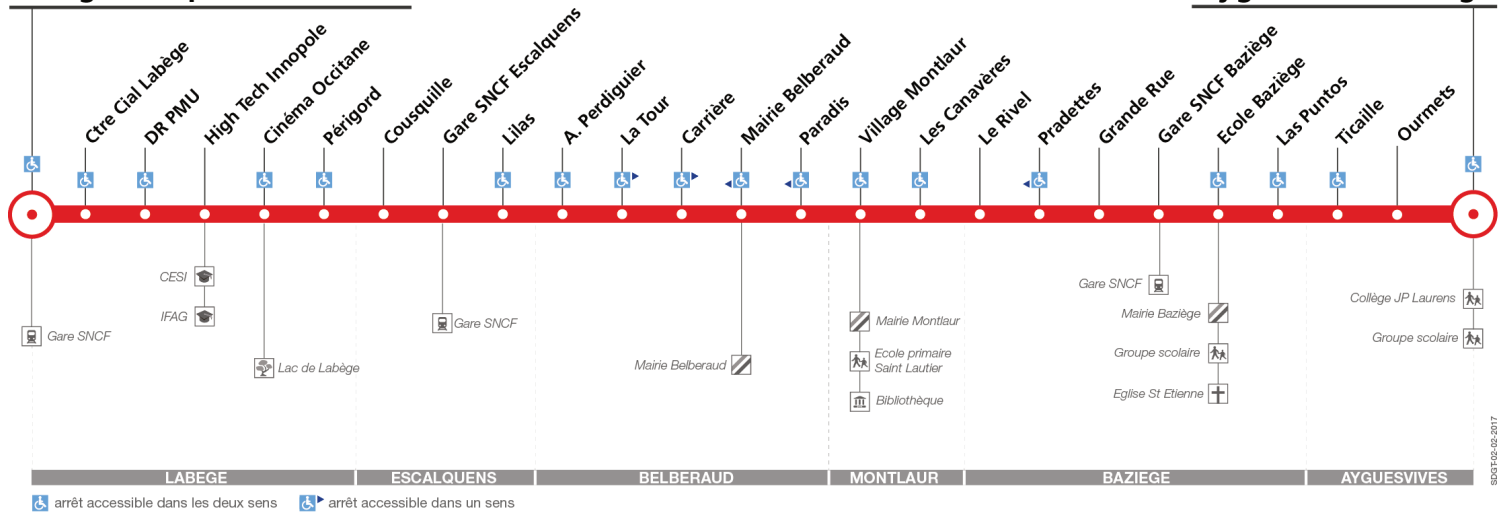 Ctre Cial Labège
DR PMU
High Tech Innopole
Cinéma Occitane
Périgord
Cousquille
Gare SNCF Escalquens
Lilas
A. Perdiguier
La Tour
Carrière
Mairie Belberaud
Paradis
Village Montlaur
Les Canavères
Le Rivel
Pradettes
Grande Rue
Gare SNCF Baziège
Ecole Baziège
Las Puntos
Ticaille
Ourmets
Gare SNCF
CESI
IFAG
Lac de Labège
Gare SNCF
Mairie Belberaud
Mairie Montlaur
Ecole primaire
Saint Lautier
Bibliothèque
Gare SNCF
Mairie Baziège
Groupe scolaire
Eglise St Etienne
Collège JP Laurens
Groupe scolaire
SDGT-02-02-2017
LABEGE
ESCALQUENS
BELBERAUD
MONTLAUR
BAZIEGE
AYGUESVIVES
arrêt accessible dans les deux sens
arrêt accessible dans un sens